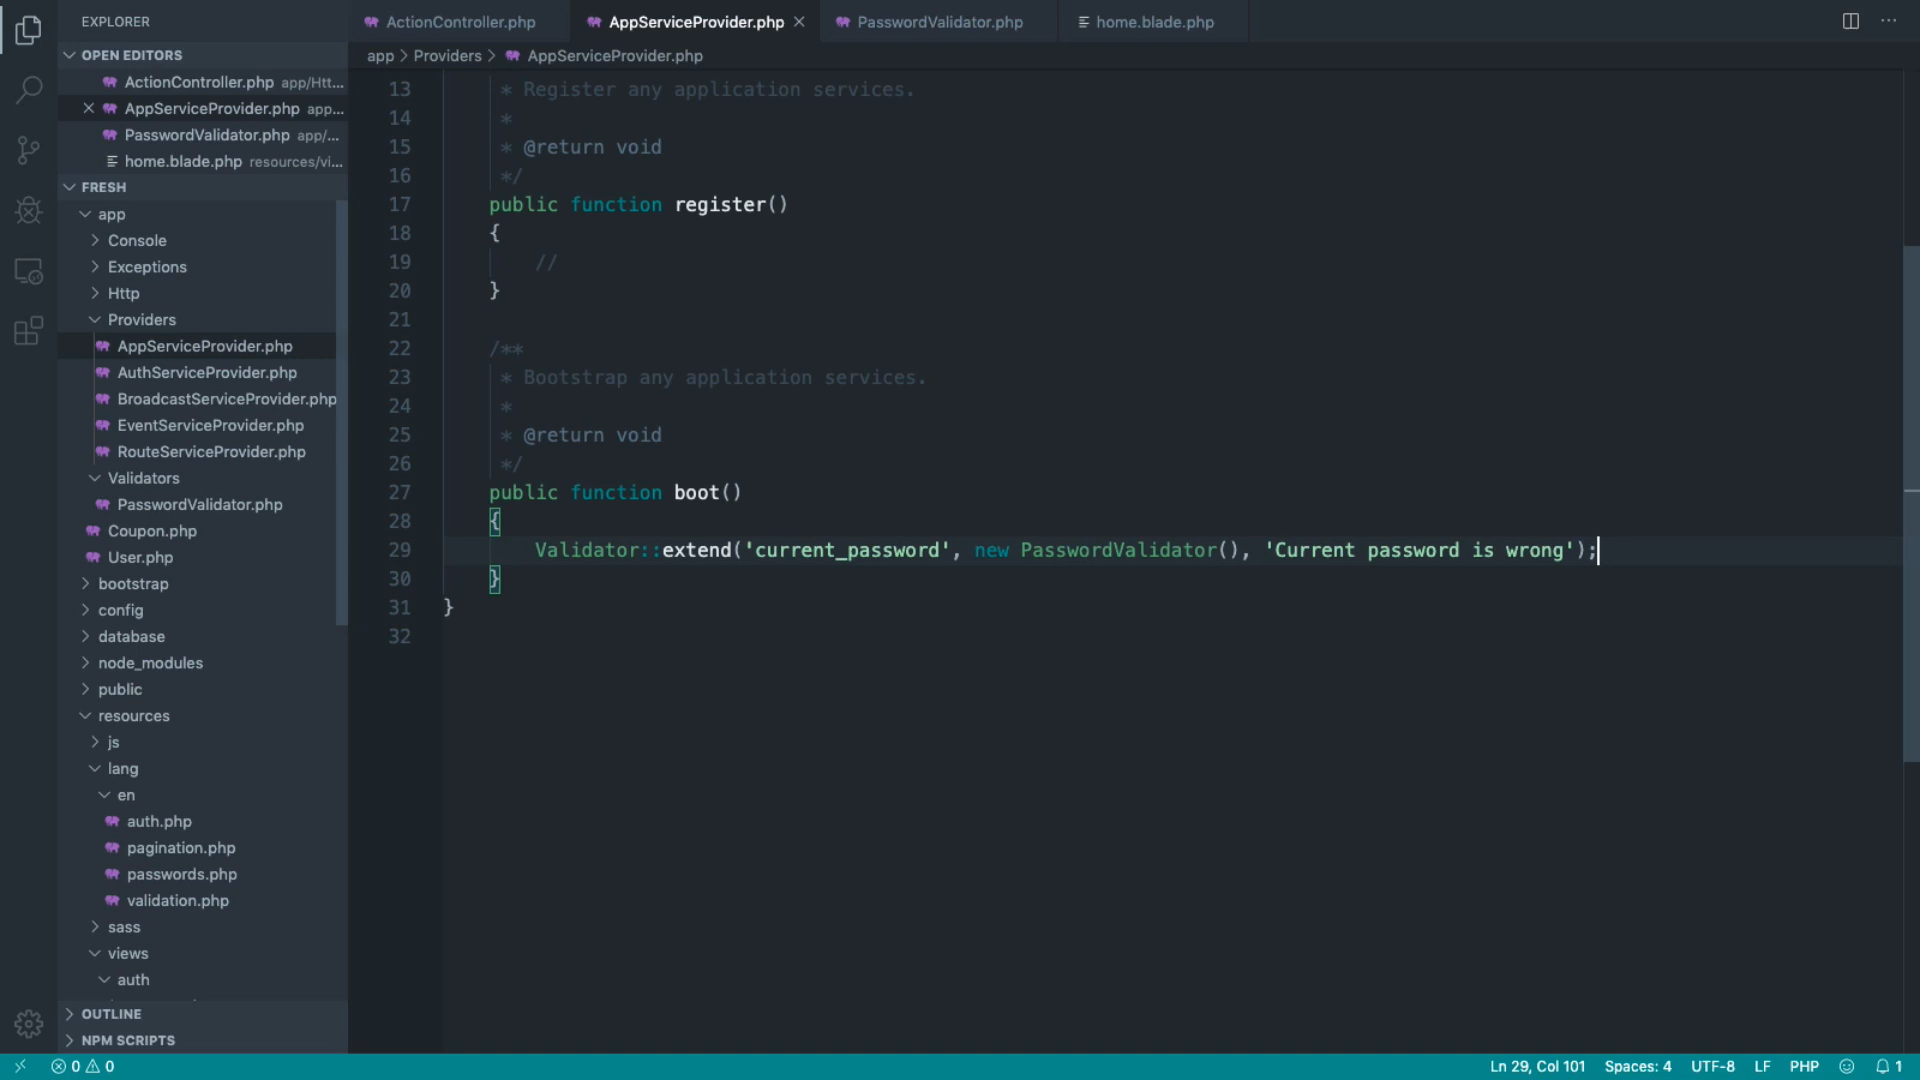 EXPLORER
OPEN EDITORS
ActionController.php app/Htt...
AppServiceProvider.php app...
PasswordValidator.php app/...
home.blade.php resources/vi...
FRESH
app
Console
Exceptions
Http
Providers
AppServiceProvider.php
AuthServiceProvider.php
BroadcastServiceProvider.php
EventServiceProvider.php
RouteServiceProvider.php
Validators
PasswordValidator.php
Coupon.php
User.php
bootstrap
config
database
node_modules
public
resources
js
lang
en
auth.php
pagination.php
passwords.php
validation.php
sass
views
auth
OUTLINE
NPM SCRIPTS
ActionController.php
AppServiceProvider.php
PasswordValidator.php
home.blade.php
app > Providers > AppServiceProvider.php
13 * Register any application services.
14 *
15 * @return void
16 */
17 public function register()
18 {
19 //
20 }
21
22 /**
23 * Bootstrap any application services.
24 *
25 * @return void
26 */
27 public function boot()
28 {
29 Validator::extend('current_password', new PasswordValidator(), 'Current password is wrong');
30 }
31 }
32
0 0
Ln 29, Col 101 Spaces: 4 UTF-8 LF PHP 1